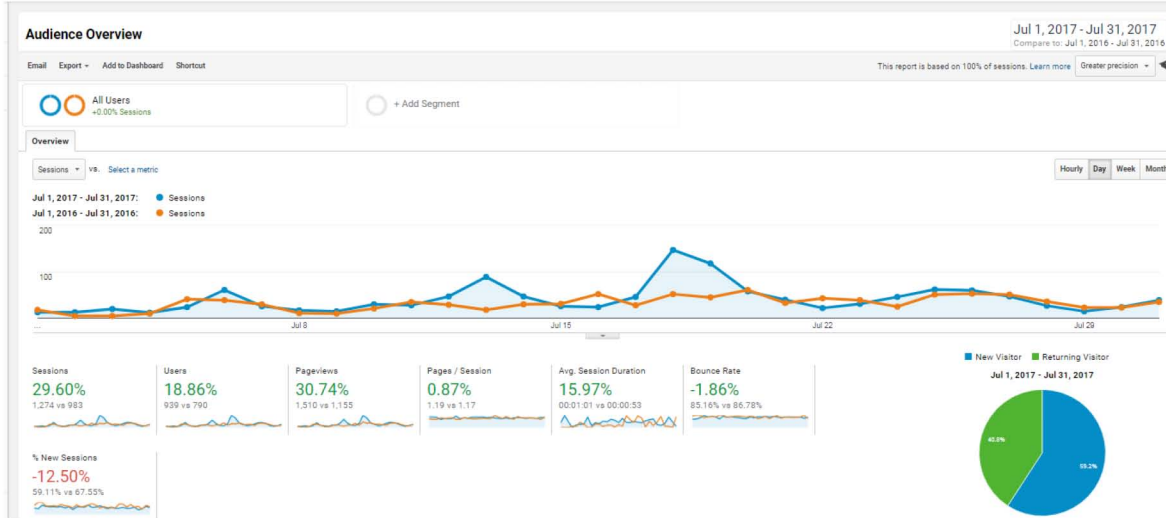 Audience Overview
Jul 1, 2017 - Jul 31, 2017
Compare to: Jul 1, 2016 - Jul 31, 2016
Email Export Add to Dashboard Shortcut
This report is based on 100% of sessions. Learn more Greater precision
All Users
+0.00% Sessions
+ Add Segment
Overview
Sessions VS. Select a metric
Hourly Day Week Month
Jul 1, 2017 - Jul 31, 2017: Sessions
Jul 1, 2016 - Jul 31, 2016: Sessions
200
100
... Jul 8 Jul 15 Jul 22 Jul 29
New Visitor Returning Visitor
Jul 1, 2017 - Jul 31, 2017
Sessions
29.60%
1,274 vs 983
Users
18.86%
939 vs 790
Pageviews
30.74%
1,510 vs 1,155
Pages / Session
0.87%
1.19 vs 1.17
Avg. Session Duration
15.97%
00:01:01 vs 00:00:53
Bounce Rate
-1.86%
85.16% vs 86.78%
% New Sessions
-12.50%
59.11% vs 67.55%